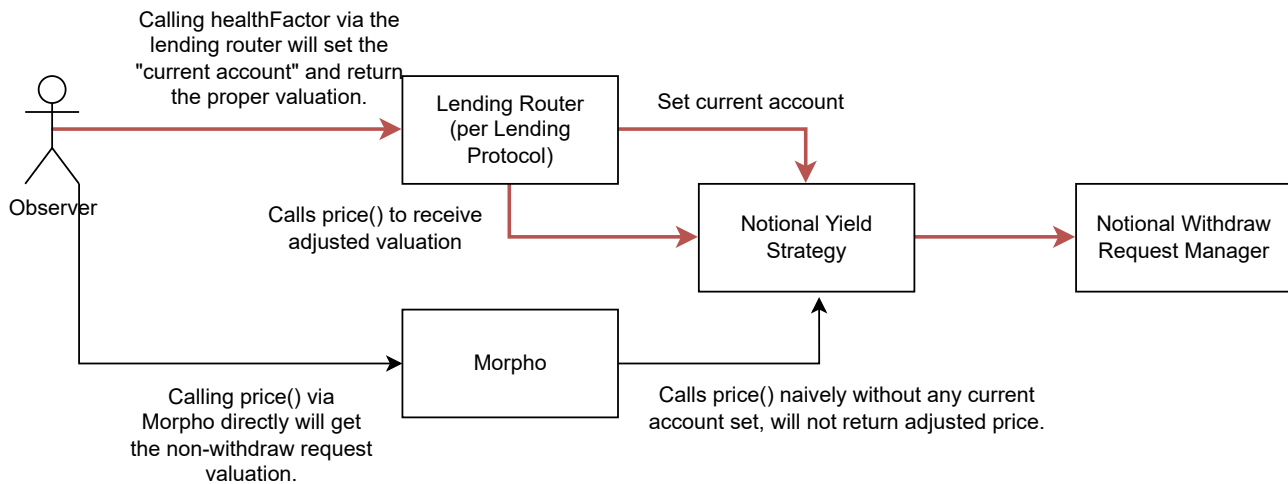 Calling healthFactor via the
lending router will set the
"current account" and return
the proper valuation.
Observer
Lending Router
(per Lending
Protocol)
Set current account
Calls price() to receive
adjusted valuation
Notional Yield
Strategy
Notional Withdraw
Request Manager
Morpho
Calling price() via
Morpho directly will get
the non-withdraw request
valuation.
Calls price() naively without any current
account set, will not return adjusted price.